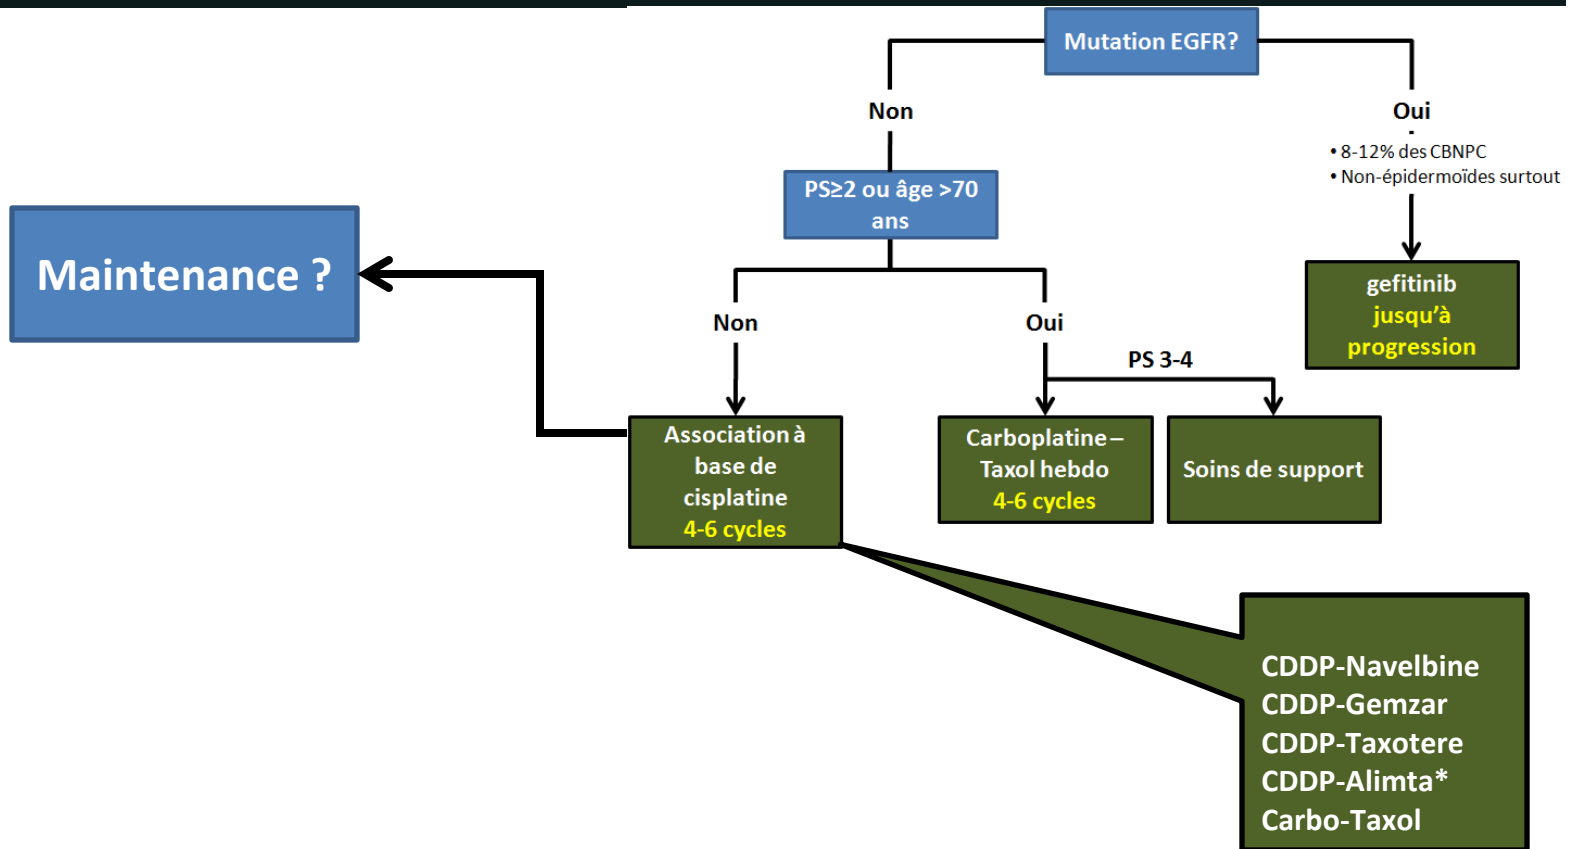 Mutation EGFR?
Non
Oui
• 8-12% des CBNPC
• Non-épidermoïdes surtout
PS≥2 ou âge >70
ans
Maintenance ?
gefitinib
jusqu'à
progression
Non
Oui
PS 3-4
Association à
base de
cisplatine
4-6 cycles
Carboplatine –
Taxol hebdo
4-6 cycles
Soins de support
CDDP-Navelbine
CDDP-Gemzar
CDDP-Taxotere
CDDP-Alimta*
Carbo-Taxol